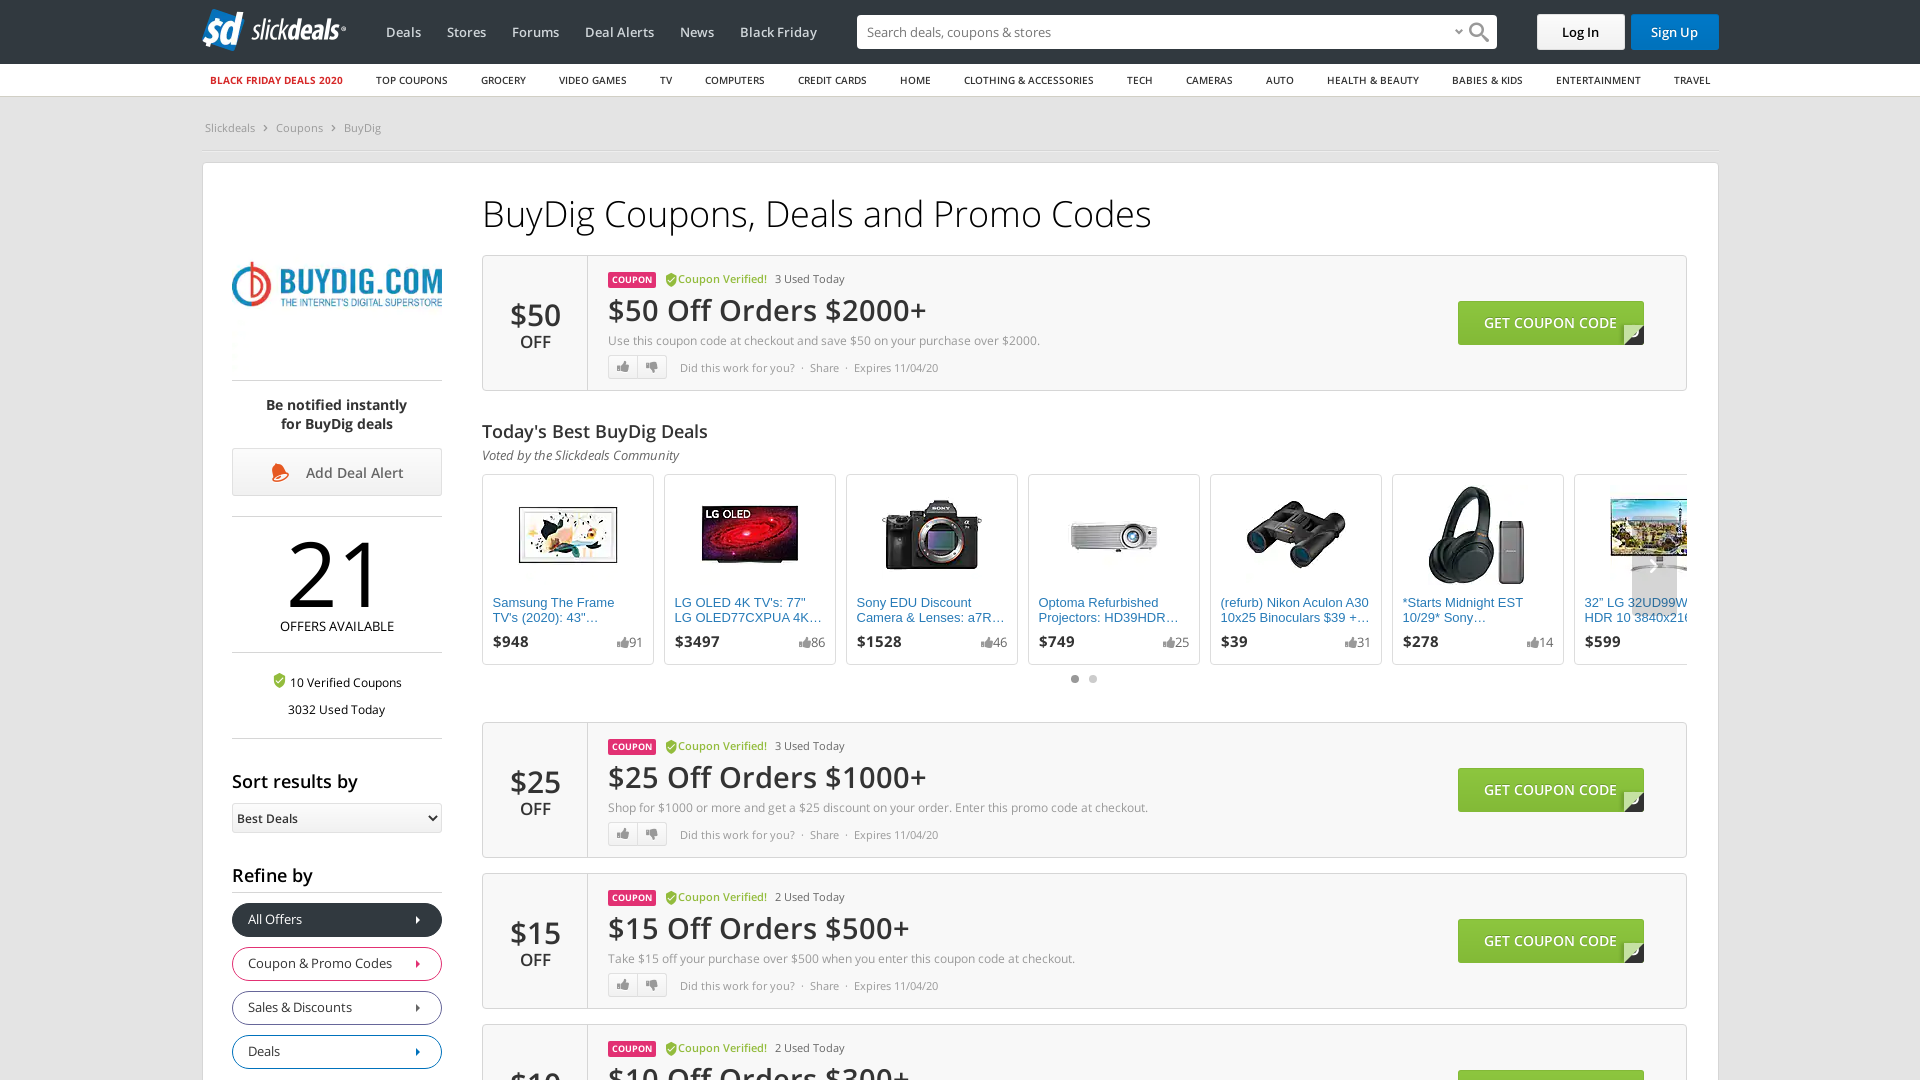 sd slickdeals
Deals
Stores
Forums
Deal Alerts
News
Black Friday
Search deals, coupons & stores
Log In
Sign Up
BLACK FRIDAY DEALS 2020
TOP COUPONS
GROCERY
VIDEO GAMES
TV
COMPUTERS
CREDIT CARDS
HOME
CLOTHING & ACCESSORIES
TECH
CAMERAS
AUTO
HEALTH & BEAUTY
BABIES & KIDS
ENTERTAINMENT
TRAVEL
Slickdeals > Coupons > BuyDig
BUYDIG.COM
THE INTERNET'S DIGITAL SUPERSTORE
Be notified instantly
for BuyDig deals
Add Deal Alert
21
OFFERS AVAILABLE
10 Verified Coupons
3032 Used Today
Sort results by
Best Deals
Refine by
All Offers
Coupon & Promo Codes
Sales & Discounts
Deals
BuyDig Coupons, Deals and Promo Codes
$50
OFF
COUPON Coupon Verified! 3 Used Today
$50 Off Orders $2000+
Use this coupon code at checkout and save $50 on your purchase over $2000.
Did this work for you? · Share · Expires 11/04/20
GET COUPON CODE
Today's Best BuyDig Deals
Voted by the Slickdeals Community
Samsung The Frame
TV's (2020): 43"…
$948 91
LG OLED
LG OLED 4K TV's: 77"
LG OLED77CXPUA 4K…
$3497 86
SONY
Sony EDU Discount
Camera & Lenses: a7R…
$1528 46
Optoma Refurbished
Projectors: HD39HDR…
$749 25
(refurb) Nikon Aculon A30
10x25 Binoculars $39 +…
$39 31
*Starts Midnight EST
10/29* Sony…
$278 14
32” LG 32UD99W
HDR 10 3840x216
$599
$25
OFF
COUPON Coupon Verified! 3 Used Today
$25 Off Orders $1000+
Shop for $1000 or more and get a $25 discount on your order. Enter this promo code at checkout.
Did this work for you? · Share · Expires 11/04/20
GET COUPON CODE
$15
OFF
COUPON Coupon Verified! 2 Used Today
$15 Off Orders $500+
Take $15 off your purchase over $500 when you enter this coupon code at checkout.
Did this work for you? · Share · Expires 11/04/20
GET COUPON CODE
$10
COUPON Coupon Verified! 2 Used Today
$10 Off Orders $300+